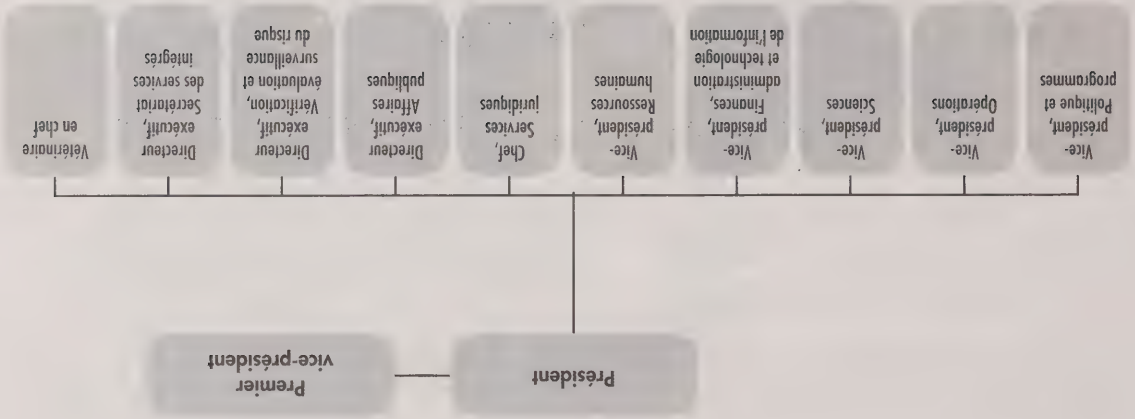 Président
Premier
vice-président
Vice-
président,
Politique et
programmes
Vice-
président,
Opérations
Vice-
président,
Sciences
Vice-
président,
Finances,
administration
et technologie
de l'information
Vice-
président,
Ressources
humaines
Chef,
Services
juridiques
Directeur
exécutif,
Affaires
publiques
Directeur
exécutif,
Vérification,
évaluation et
surveillance
du risque
Directeur
exécutif,
Secrétariat
des services
intégrés
Vétérinaire
en chef